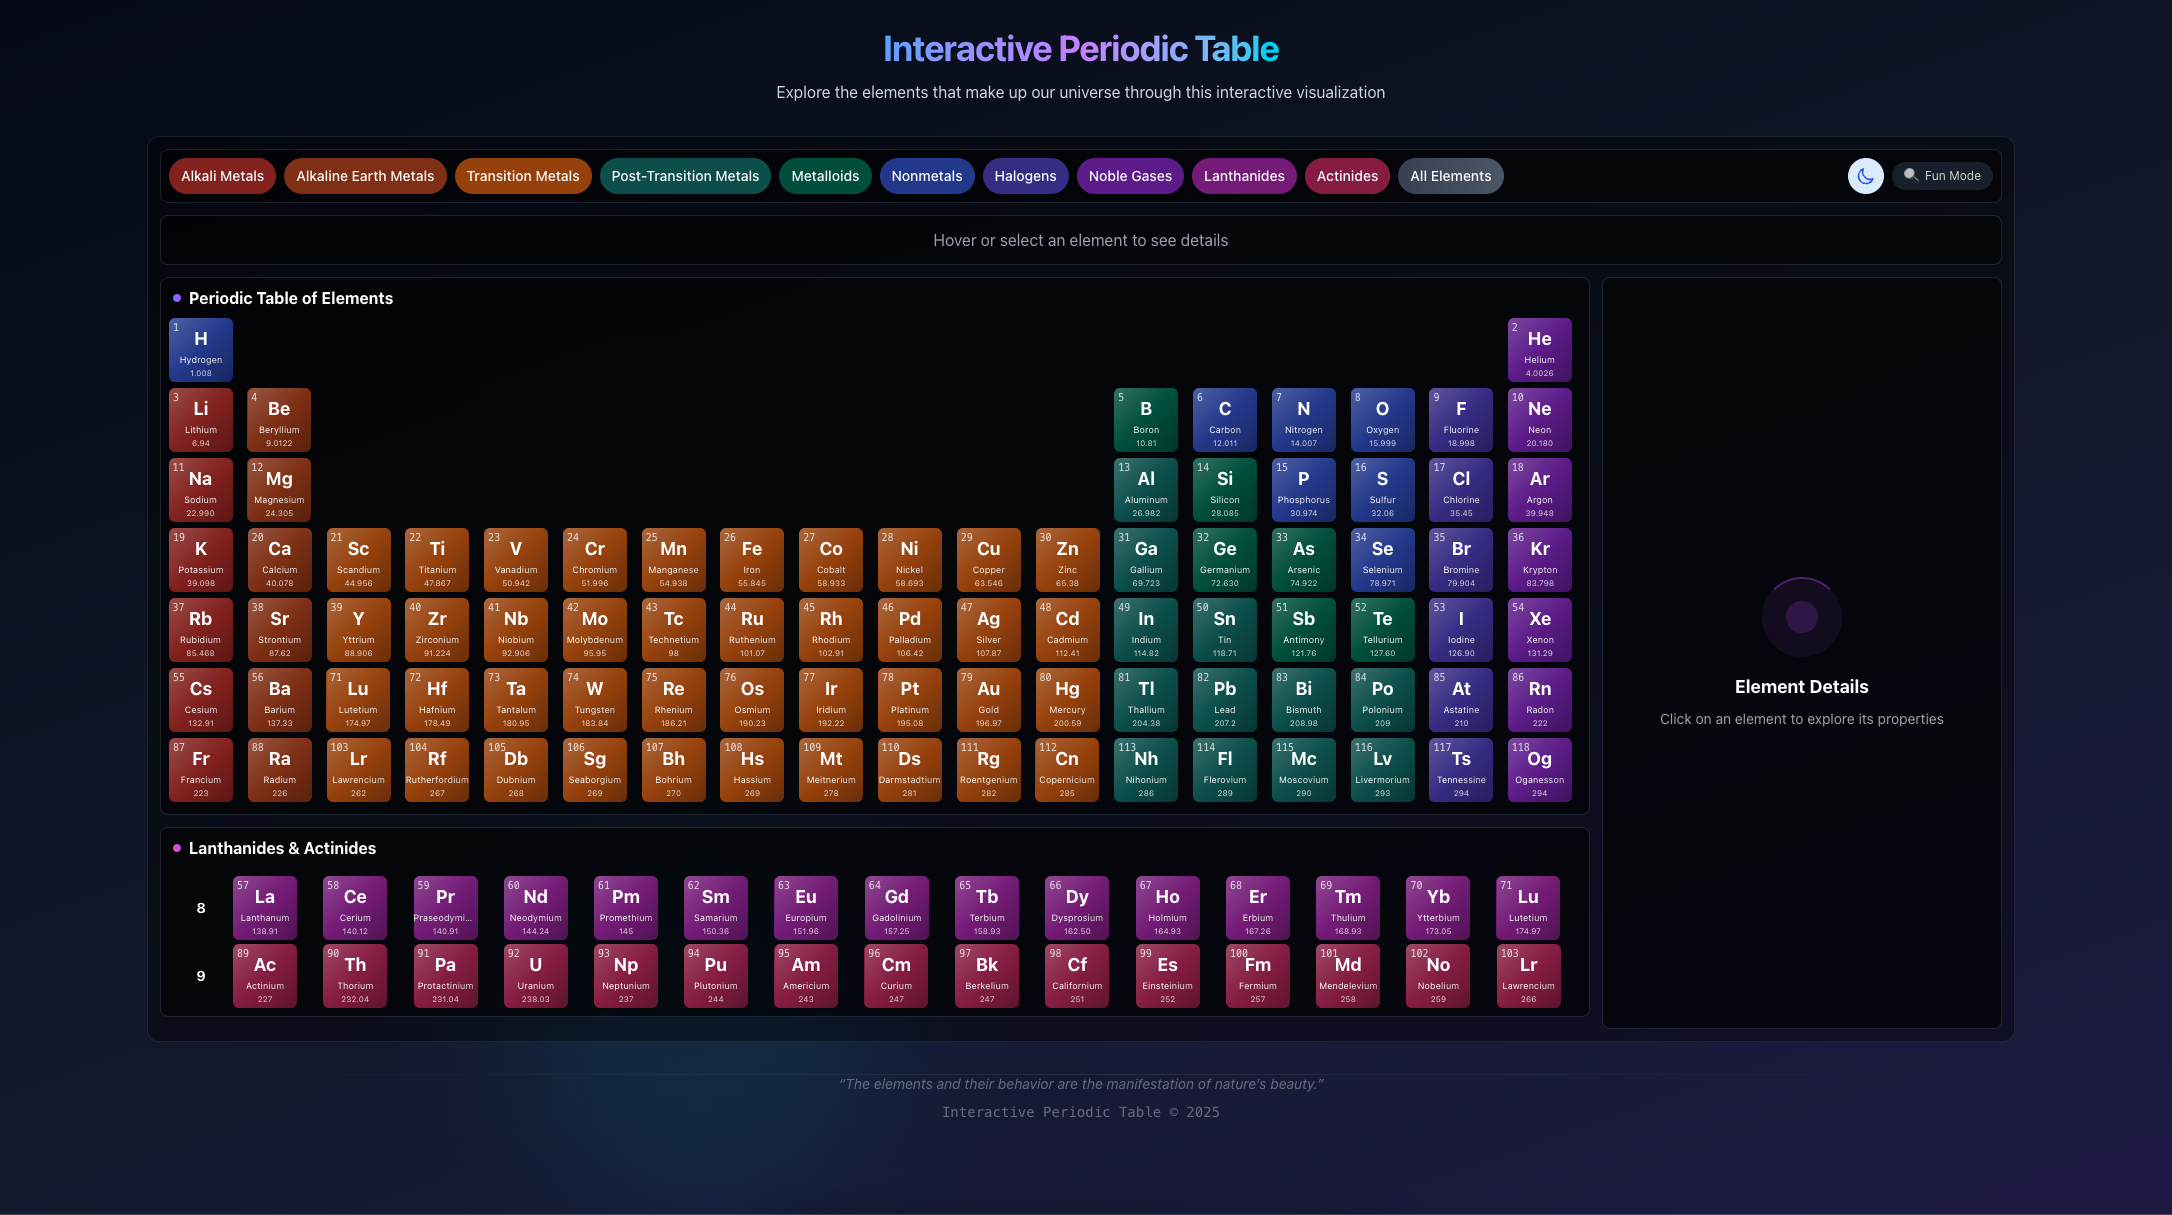 Interactive Periodic Table
Explore the elements that make up our universe through this interactive visualization
Alkali Metals Alkaline Earth Metals Transition Metals Post-Transition Metals Metalloids Nonmetals Halogens Noble Gases Lanthanides Actinides All Elements Fun Mode
Hover or select an element to see details
Periodic Table of Elements
1 2
H He
Hydrogen Helium
1.008 4.0026
3 4 5 6 7 8 9 10
Li Be B C N O F Ne
Lithium Beryllium Boron Carbon Nitrogen Oxygen Fluorine Neon
6.94 9.0122 10.81 12.011 14.007 15.999 18.998 20.180
11 12 13 14 15 16 17 18
Na Mg Al Si P S Cl Ar
Sodium Magnesium Aluminum Silicon Phosphorus Sulfur Chlorine Argon
22.990 24.305 26.982 28.085 30.974 32.06 35.45 39.948
19 20 21 22 23 24 25 26 27 28 29 30 31 32 33 34 35 36
K Ca Sc Ti V Cr Mn Fe Co Ni Cu Zn Ga Ge As Se Br Kr
Potassium Calcium Scandium Titanium Vanadium Chromium Manganese Iron Cobalt Nickel Copper Zinc Gallium Germanium Arsenic Selenium Bromine Krypton
39.098 40.078 44.956 47.867 50.942 51.996 54.938 55.845 58.933 58.693 63.546 65.38 69.723 72.630 74.922 78.971 79.904 83.798
37 38 39 40 41 42 43 44 45 46 47 48 49 50 51 52 53 54
Rb Sr Y Zr Nb Mo Tc Ru Rh Pd Ag Cd In Sn Sb Te I Xe
Rubidium Strontium Yttrium Zirconium Niobium Molybdenum Technetium Ruthenium Rhodium Palladium Silver Cadmium Indium Tin Antimony Tellurium Iodine Xenon
85.468 87.62 88.906 91.224 92.906 95.95 98 101.07 102.91 106.42 107.87 112.41 114.82 118.71 121.76 127.60 126.90 131.29
55 56 71 72 73 74 75 76 77 78 79 80 81 82 83 84 85 86
Cs Ba Lu Hf Ta W Re Os Ir Pt Au Hg Tl Pb Bi Po At Rn
Cesium Barium Lutetium Hafnium Tantalum Tungsten Rhenium Osmium Iridium Platinum Gold Mercury Thallium Lead Bismuth Polonium Astatine Radon
132.91 137.33 174.97 178.49 180.95 183.84 186.21 190.23 192.22 195.08 196.97 200.59 204.38 207.2 208.98 209 210 222
87 88 103 104 105 106 107 108 109 110 111 112 113 114 115 116 117 118
Fr Ra Lr Rf Db Sg Bh Hs Mt Ds Rg Cn Nh Fl Mc Lv Ts Og
Francium Radium Lawrencium Rutherfordium Dubnium Seaborgium Bohrium Hassium Meitnerium Darmstadtium Roentgenium Copernicium Nihonium Flerovium Moscovium Livermorium Tennessine Oganesson
223 226 262 267 268 269 270 269 278 281 282 285 286 289 290 293 294 294
Element Details
Click on an element to explore its properties
Lanthanides & Actinides
57 58 59 60 61 62 63 64 65 66 67 68 69 70 71
8 La Ce Pr Nd Pm Sm Eu Gd Tb Dy Ho Er Tm Yb Lu
Lanthanum Cerium Praseodymi... Neodymium Promethium Samarium Europium Gadolinium Terbium Dysprosium Holmium Erbium Thulium Ytterbium Lutetium
138.91 140.12 140.91 144.24 145 150.36 151.96 157.25 158.93 162.50 164.93 167.26 168.93 173.05 174.97
89 90 91 92 93 94 95 96 97 98 99 100 101 102 103
9 Ac Th Pa U Np Pu Am Cm Bk Cf Es Fm Md No Lr
Actinium Thorium Protactinium Uranium Neptunium Plutonium Americium Curium Berkelium Californium Einsteinium Fermium Mendelevium Nobelium Lawrencium
227 232.04 231.04 238.03 237 244 243 247 247 251 252 257 258 259 266
“The elements and their behavior are the manifestation of nature's beauty.”
Interactive Periodic Table © 2025